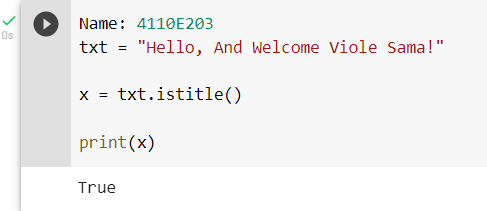 0s
Name: 4110E203
txt = "Hello, And Welcome Viole Sama!"
x = txt.istitle()
print(x)
True